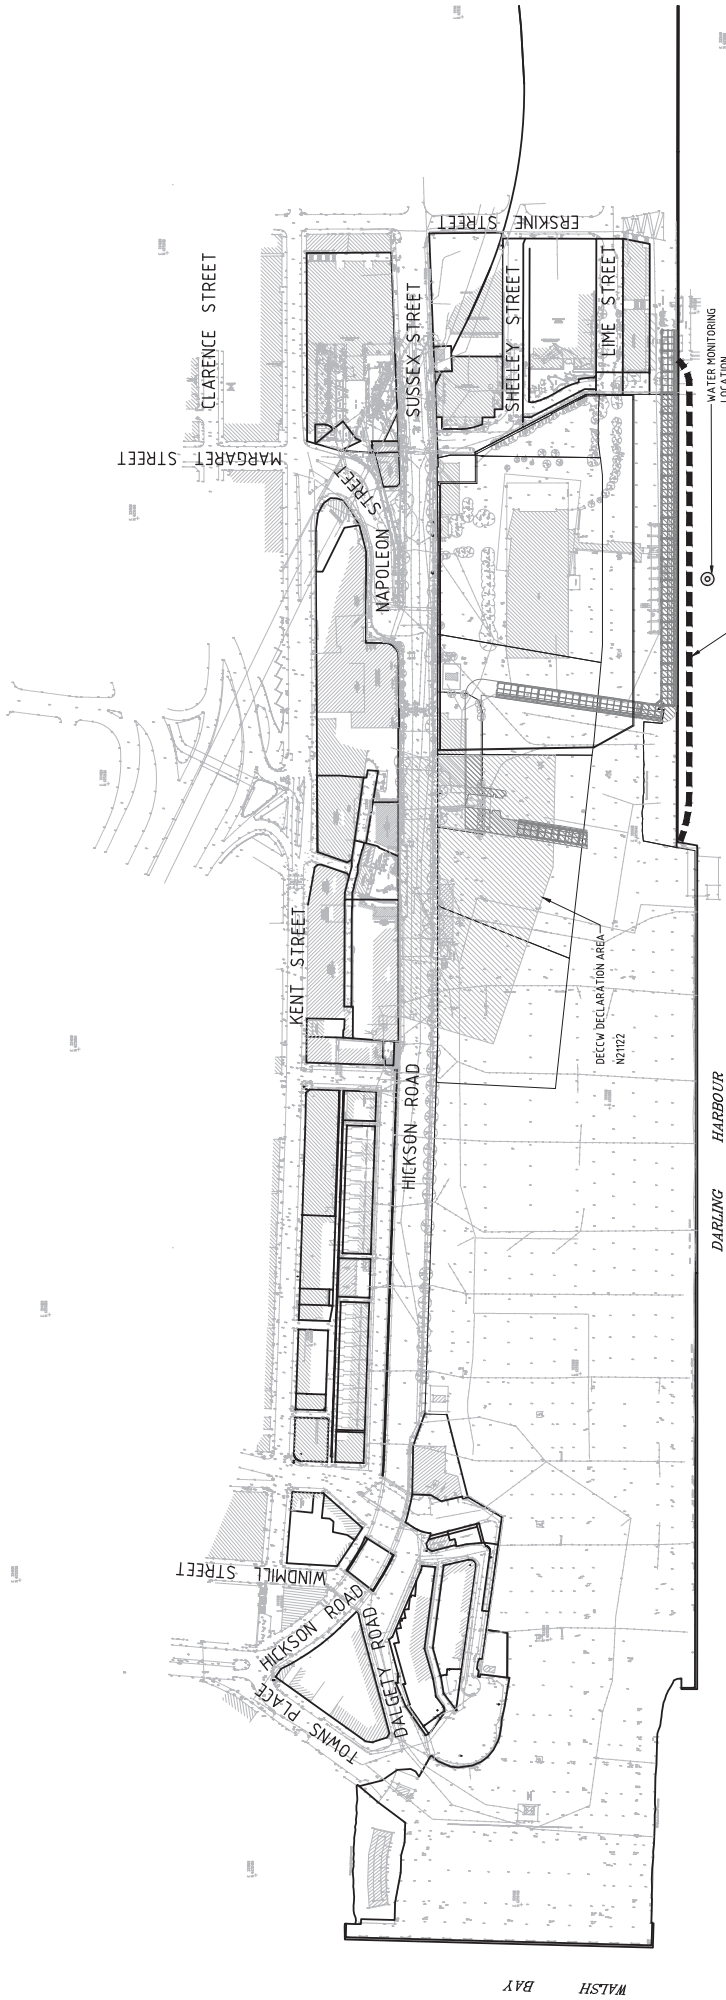 ERSKINE STREET
CLARENCE STREET
SUSSEX STREET
SHELLEY STREET
LIME STREET
WATER MONITORING
LOCATION
MARGARET STREET
NAPOLEON STREET
KENT STREET
DECCW DECLARATION AREA
N21122
HICKSON ROAD
DARLING HARBOUR
WINDMILL STREET
HICKSON ROAD
DALGETY ROAD
TOWNS PLACE
WALSH BAY